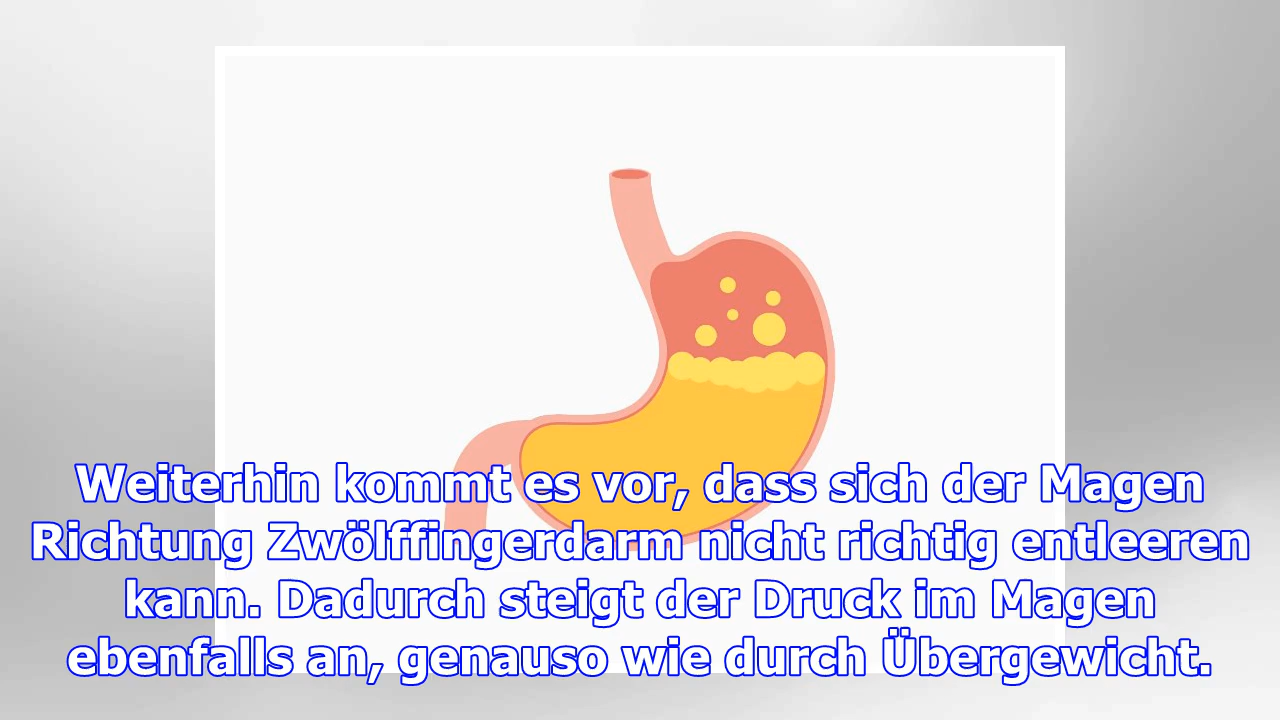 Weiterhin kommt es vor, dass sich der Magen
Richtung Zwölffingerdarm nicht richtig entleeren
kann. Dadurch steigt der Druck im Magen
ebenfalls an, genauso wie durch Übergewicht.